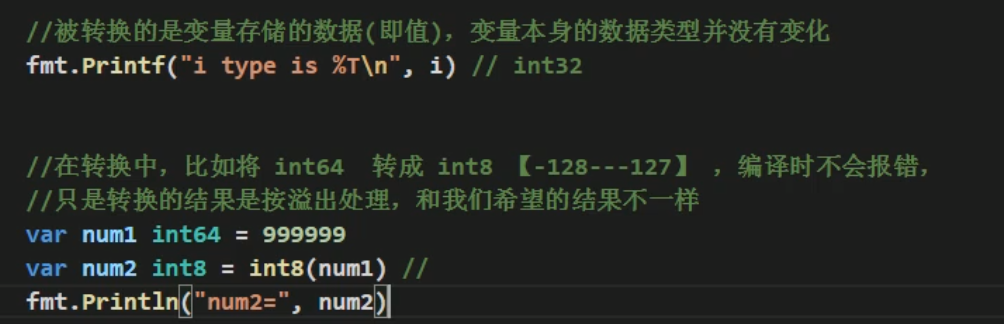 //被转换的是变量存储的数据(即值)，变量本身的数据类型并没有变化
fmt.Printf("i type is %T\n", i) // int32
//在转换中，比如将 int64  转成 int8 【-128---127】 ，编译时不会报错，
//只是转换的结果是按溢出处理，和我们希望的结果不一样
var num1 int64 = 999999
var num2 int8 = int8(num1) //
fmt.Println("num2=", num2)